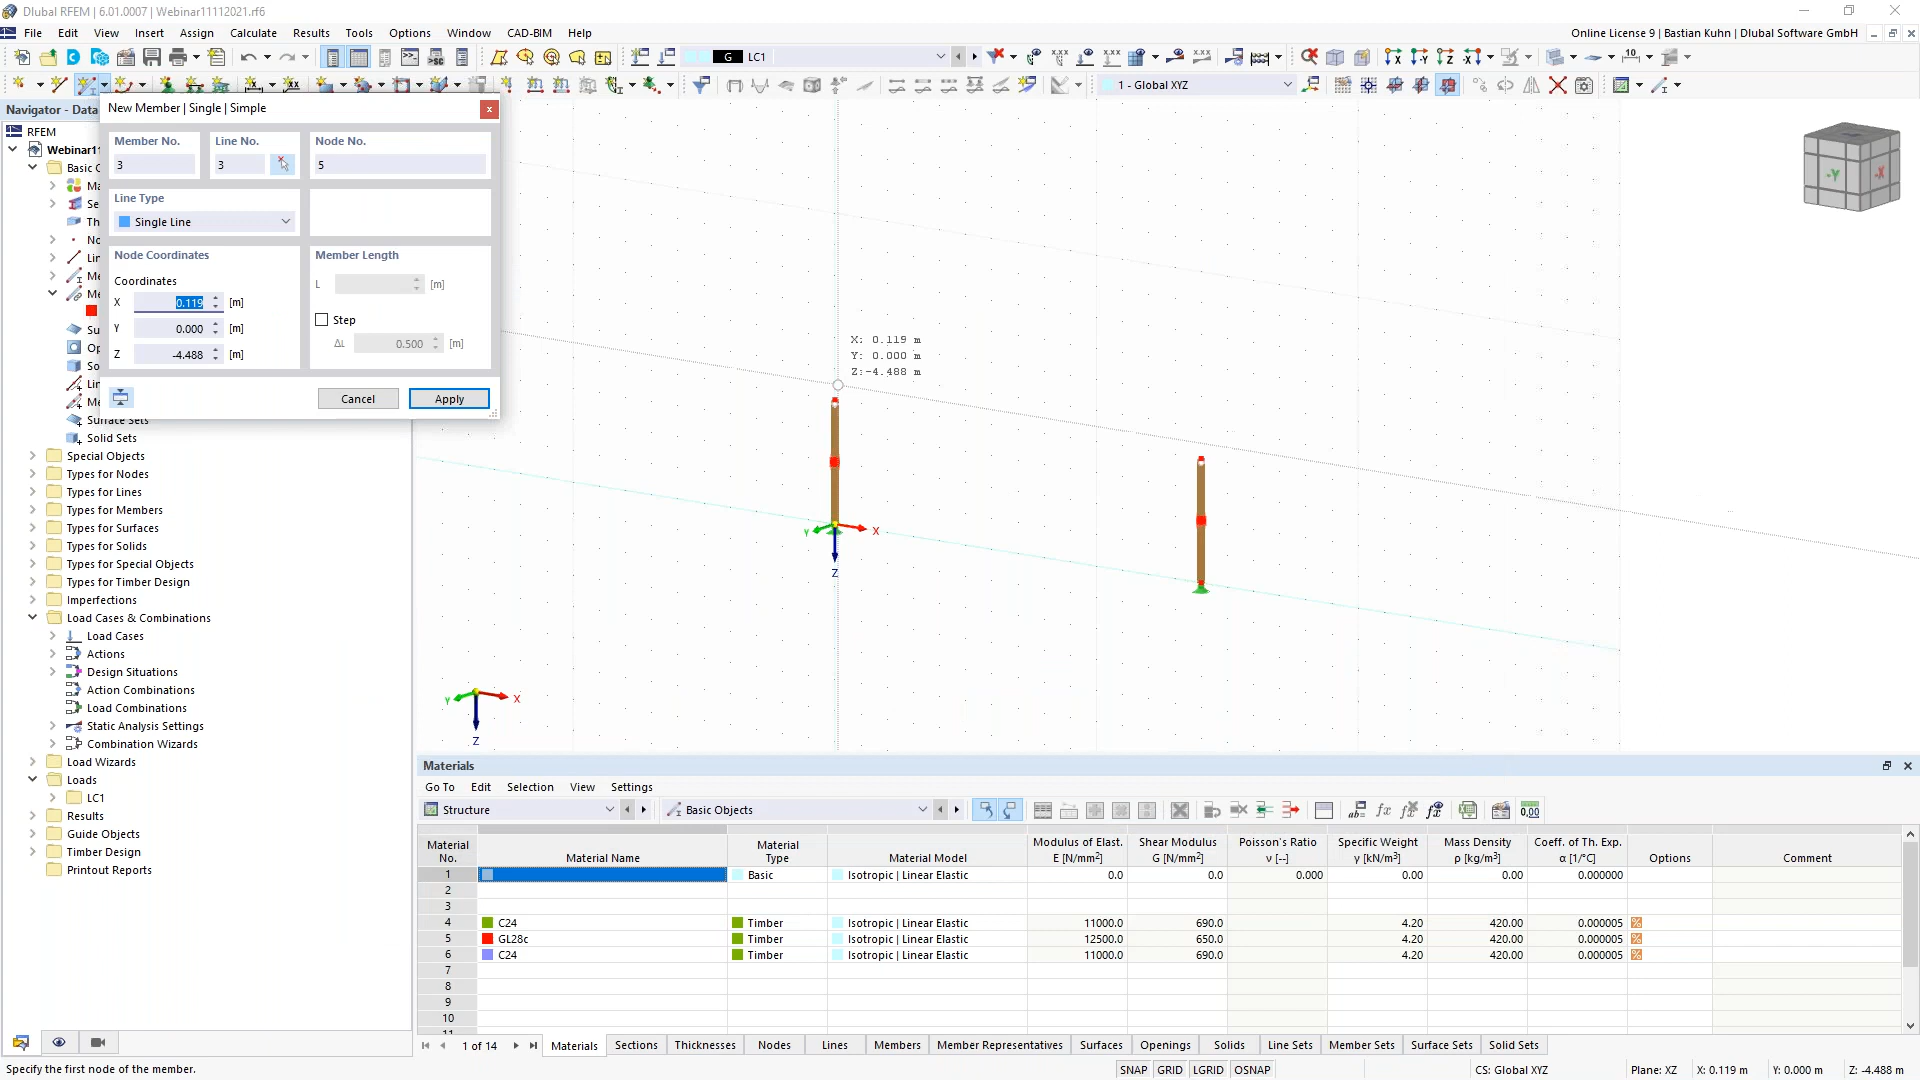 Dlubal RFEM | 6.01.0007 | Webinar11112021.rf6
File Edit View Insert Assign Calculate Results Tools Options Window CAD-BIM Help
Online License 9 | Bastian Kuhn | Dlubal Software GmbH
G LC1
1 - Global XYZ
Navigator - Data
RFEM
Webinar11
Basic
New Member | Single | Simple
Member No.
Line No.
Node No.
3
3
5
Line Type
Single Line
Node Coordinates
Member Length
Coordinates
X 0.119 [m]
Y 0.000 [m]
Z -4.488 [m]
L [m]
Step
ΔL 0.500 [m]
Cancel
Apply
Surface Sets
Solid Sets
Special Objects
Types for Nodes
Types for Lines
Types for Members
Types for Surfaces
Types for Solids
Types for Special Objects
Types for Timber Design
Imperfections
Load Cases & Combinations
Load Cases
Actions
Design Situations
Action Combinations
Load Combinations
Static Analysis Settings
Combination Wizards
Load Wizards
Loads
LC1
Results
Guide Objects
Timber Design
Printout Reports
X: 0.119 m
Y: 0.000 m
Z:-4.488 m
Y X
Z
Y X
Z
-Y -X
Materials
Go To Edit Selection View Settings
Structure
Basic Objects
Material No. Material Name Material Type Material Model Modulus of Elast. E [N/mm²] Shear Modulus G [N/mm²] Poisson's Ratio ν [--] Specific Weight γ [kN/m³] Mass Density ρ [kg/m³] Coeff. of Th. Exp. α [1/°C] Options Comment
1 Basic Isotropic | Linear Elastic 0.0 0.0 0.000 0.00 0.00 0.000000
2
3
4 C24 Timber Isotropic | Linear Elastic 11000.0 690.0 4.20 420.00 0.000005
5 GL28c Timber Isotropic | Linear Elastic 12500.0 650.0 4.20 420.00 0.000005
6 C24 Timber Isotropic | Linear Elastic 11000.0 690.0 4.20 420.00 0.000005
7
8
9
10
11
1 of 14 Materials Sections Thicknesses Nodes Lines Members Member Representatives Surfaces Openings Solids Line Sets Member Sets Surface Sets Solid Sets
Specify the first node of the member.
SNAP GRID LGRID OSNAP
CS: Global XYZ
Plane: XZ
X: 0.119 m
Y: 0.000 m
Z: -4.488 m